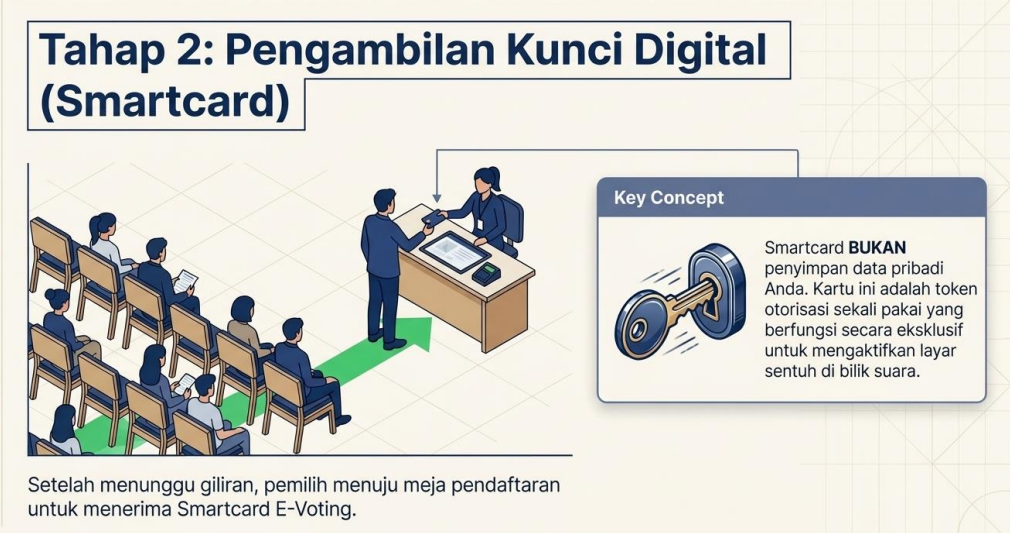 Tahap 2: Pengambilan Kunci Digital
(Smartcard)
Key Concept
Smartcard BUKAN
penyimpan data pribadi
Anda. Kartu ini adalah token
otorisasi sekali pakai yang
berfungsi secara eksklusif
untuk mengaktifkan layar
sentuh di bilik suara.
Setelah menunggu giliran, pemilih menuju meja pendaftaran
untuk menerima Smartcard E-Voting.